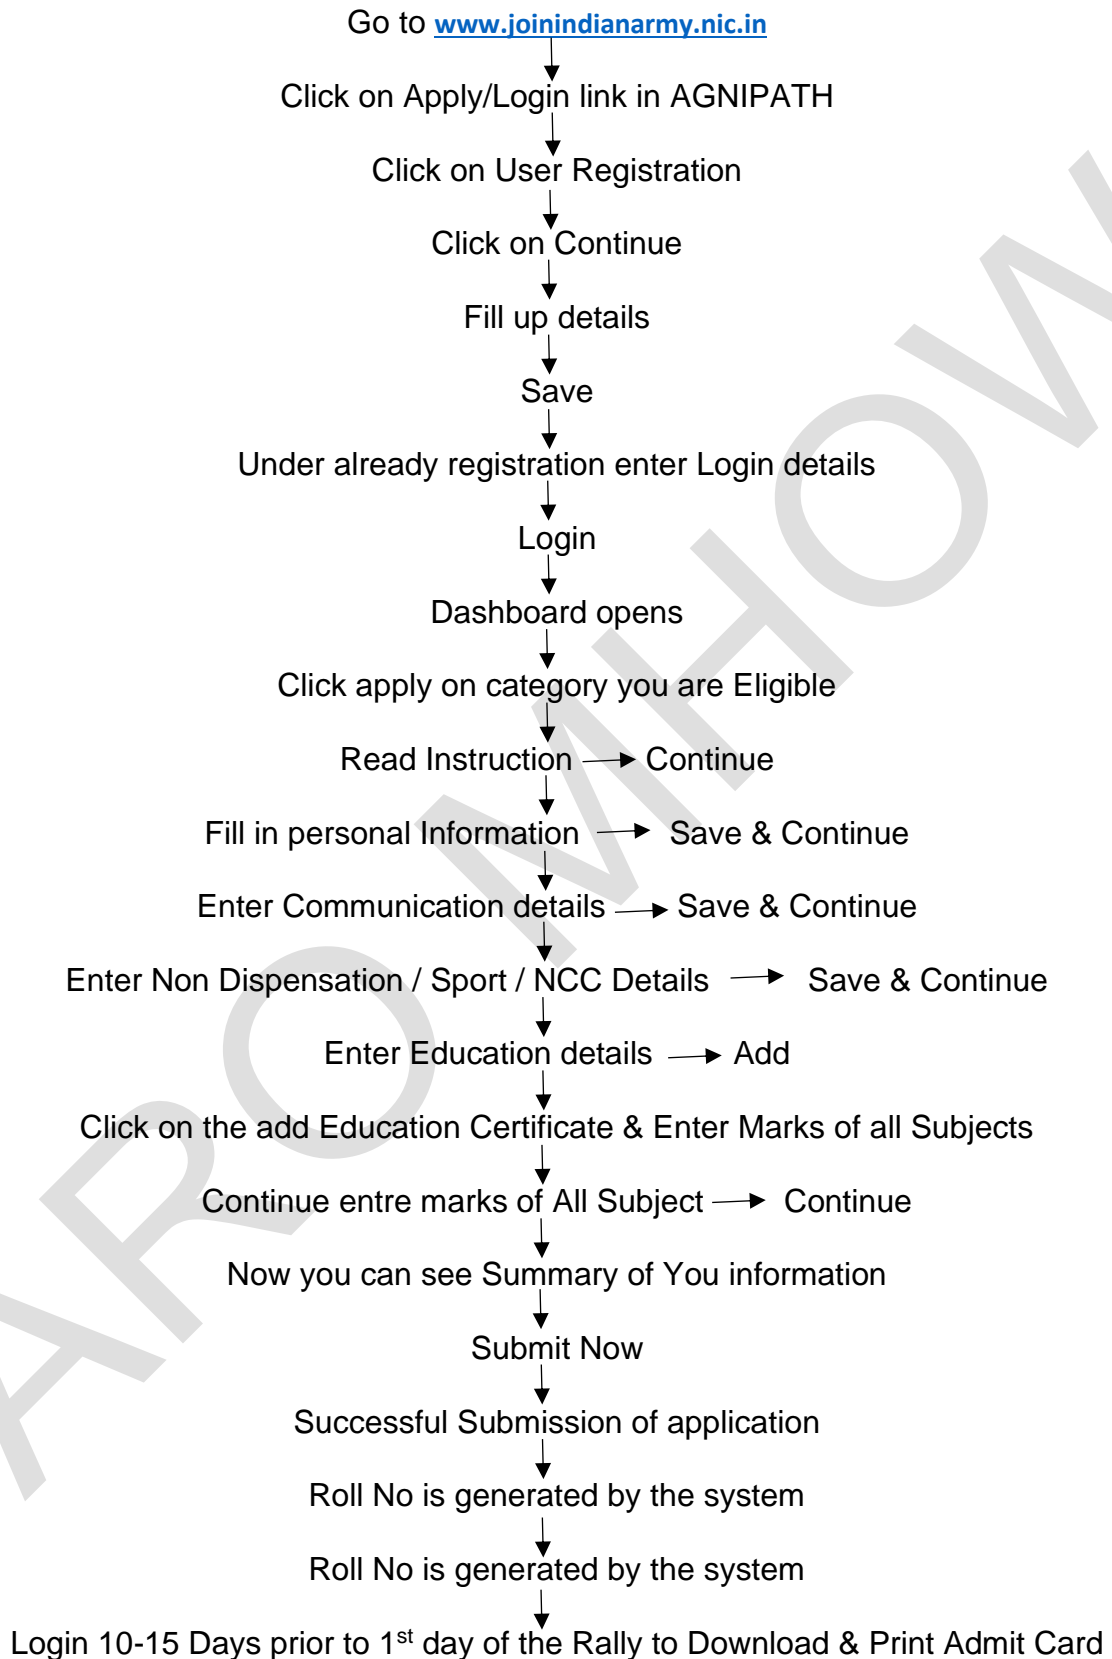 Go to www.joinindianarmy.nic.in
Click on Apply/Login link in AGNIPATH
Click on User Registration
Click on Continue
Fill up details
Save
Under already registration enter Login details
Login
Dashboard opens
Click apply on category you are Eligible
Read Instruction Continue
Fill in personal Information Save & Continue
Enter Communication details Save & Continue
Enter Non Dispensation / Sport / NCC Details Save & Continue
Enter Education details Add
Click on the add Education Certificate & Enter Marks of all Subjects
Continue entre marks of All Subject Continue
Now you can see Summary of You information
Submit Now
Successful Submission of application
Roll No is generated by the system
Roll No is generated by the system
Login 10-15 Days prior to 1st day of the Rally to Download & Print Admit Card
ARO MHOW